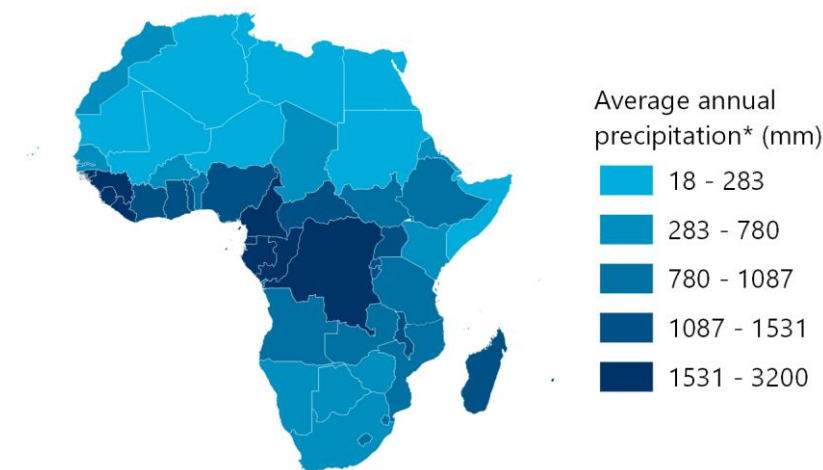 Average annual
precipitation* (mm)
18 - 283
283 - 780
780 - 1087
1087 - 1531
1531 - 3200